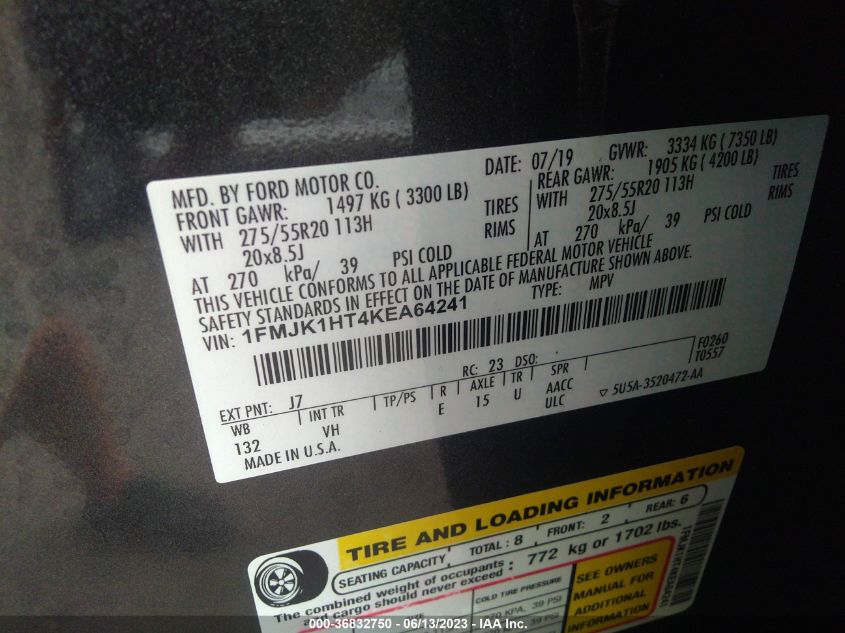 MFD. BY FORD MOTOR CO. DATE: 07/19 GVWR: 3334 KG ( 7350 LB)
FRONT GAWR: 1497 KG ( 3300 LB) REAR GAWR: 1905 KG ( 4200 LB)
WITH 275/55R20 113H TIRES WITH 275/55R20 113H TIRES
20x8.5J RIMS 20x8.5J RIMS
AT 270 kPa/ 39 PSI COLD AT 270 kPa/ 39 PSI COLD
THIS VEHICLE CONFORMS TO ALL APPLICABLE FEDERAL MOTOR VEHICLE
SAFETY STANDARDS IN EFFECT ON THE DATE OF MANUFACTURE SHOWN ABOVE.
VIN: 1FMJK1HT4KEA64241 TYPE: MPV
F0260
T0557
EXT PNT: J7 RC: 23 DSO:
WB INT TR TP/PS R AXLE TR SPR
132 VH E 15 U AACC
ULC
▽ 5U5A-3520472-AA
MADE IN U.S.A.
TIRE AND LOADING INFORMATION
SEATING CAPACITY TOTAL: 8 FRONT: 2 REAR: 6
The combined weight of occupants
and cargo should never exceed : 772 kg or 1702 lbs.
COLD TIRE PRESSURE
KPA, 39 PSI
39 PSI
SEE OWNERS
MANUAL FOR
ADDITIONAL
INFORMATION
1FMJK1HT4KEA64241
000-36832750 - 06/13/2023 - IAA Inc.